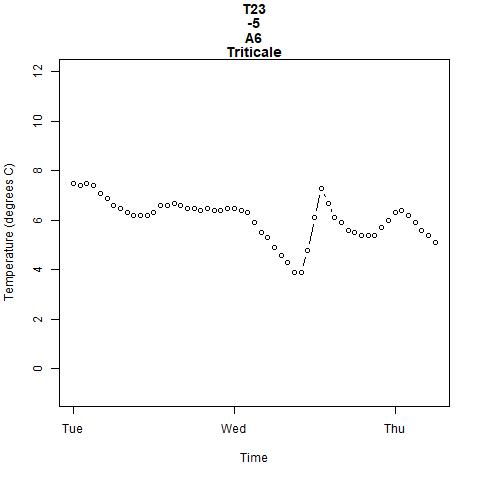 T23
-5
A6
Triticale
12
10
8
6
4
2
0
Temperature (degrees C)
Tue
Wed
Thu
Time